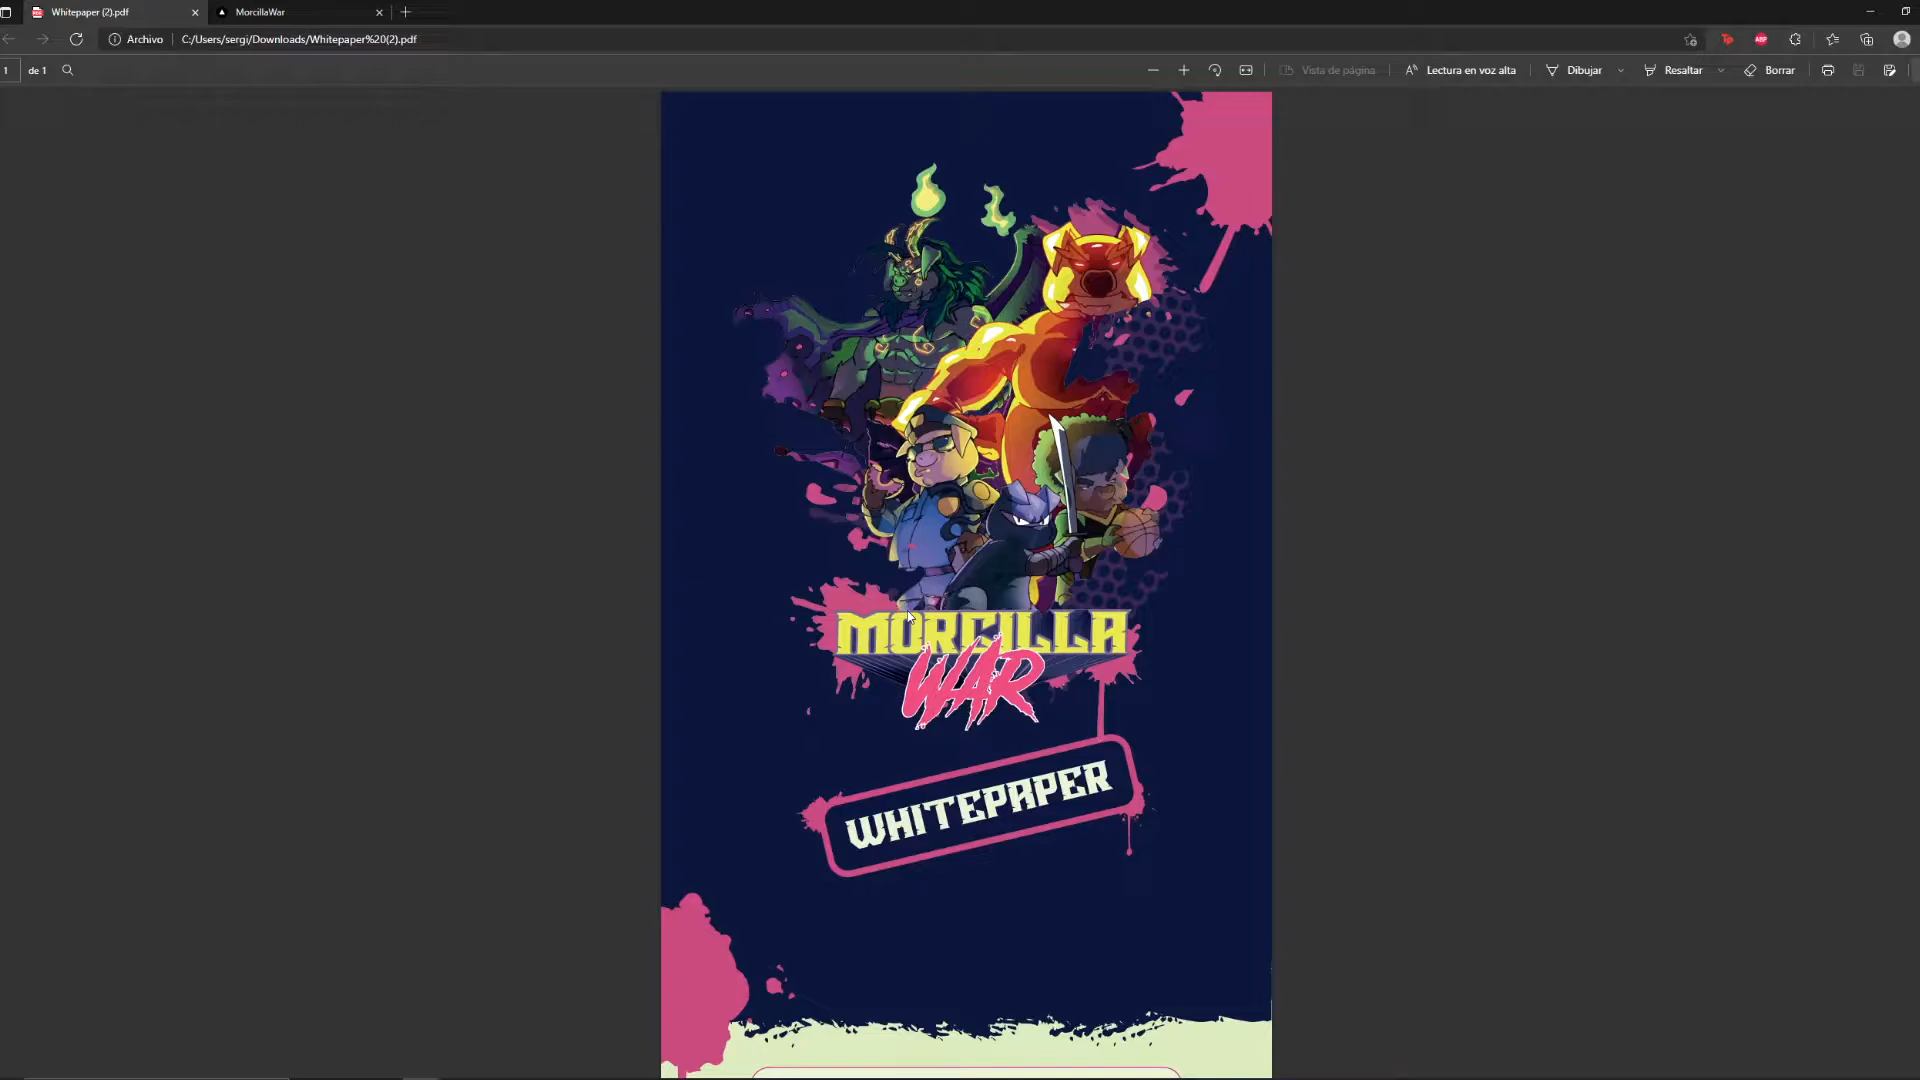 Whitepaper (2).pdf
MorcillaWar
Archivo
C:/Users/sergi/Downloads/Whitepaper%20(2).pdf
ABP
1 de 1
Vista de página
Lectura en voz alta
Dibujar
Resaltar
Borrar
MORCILLA
WAR
WHITEPAPER